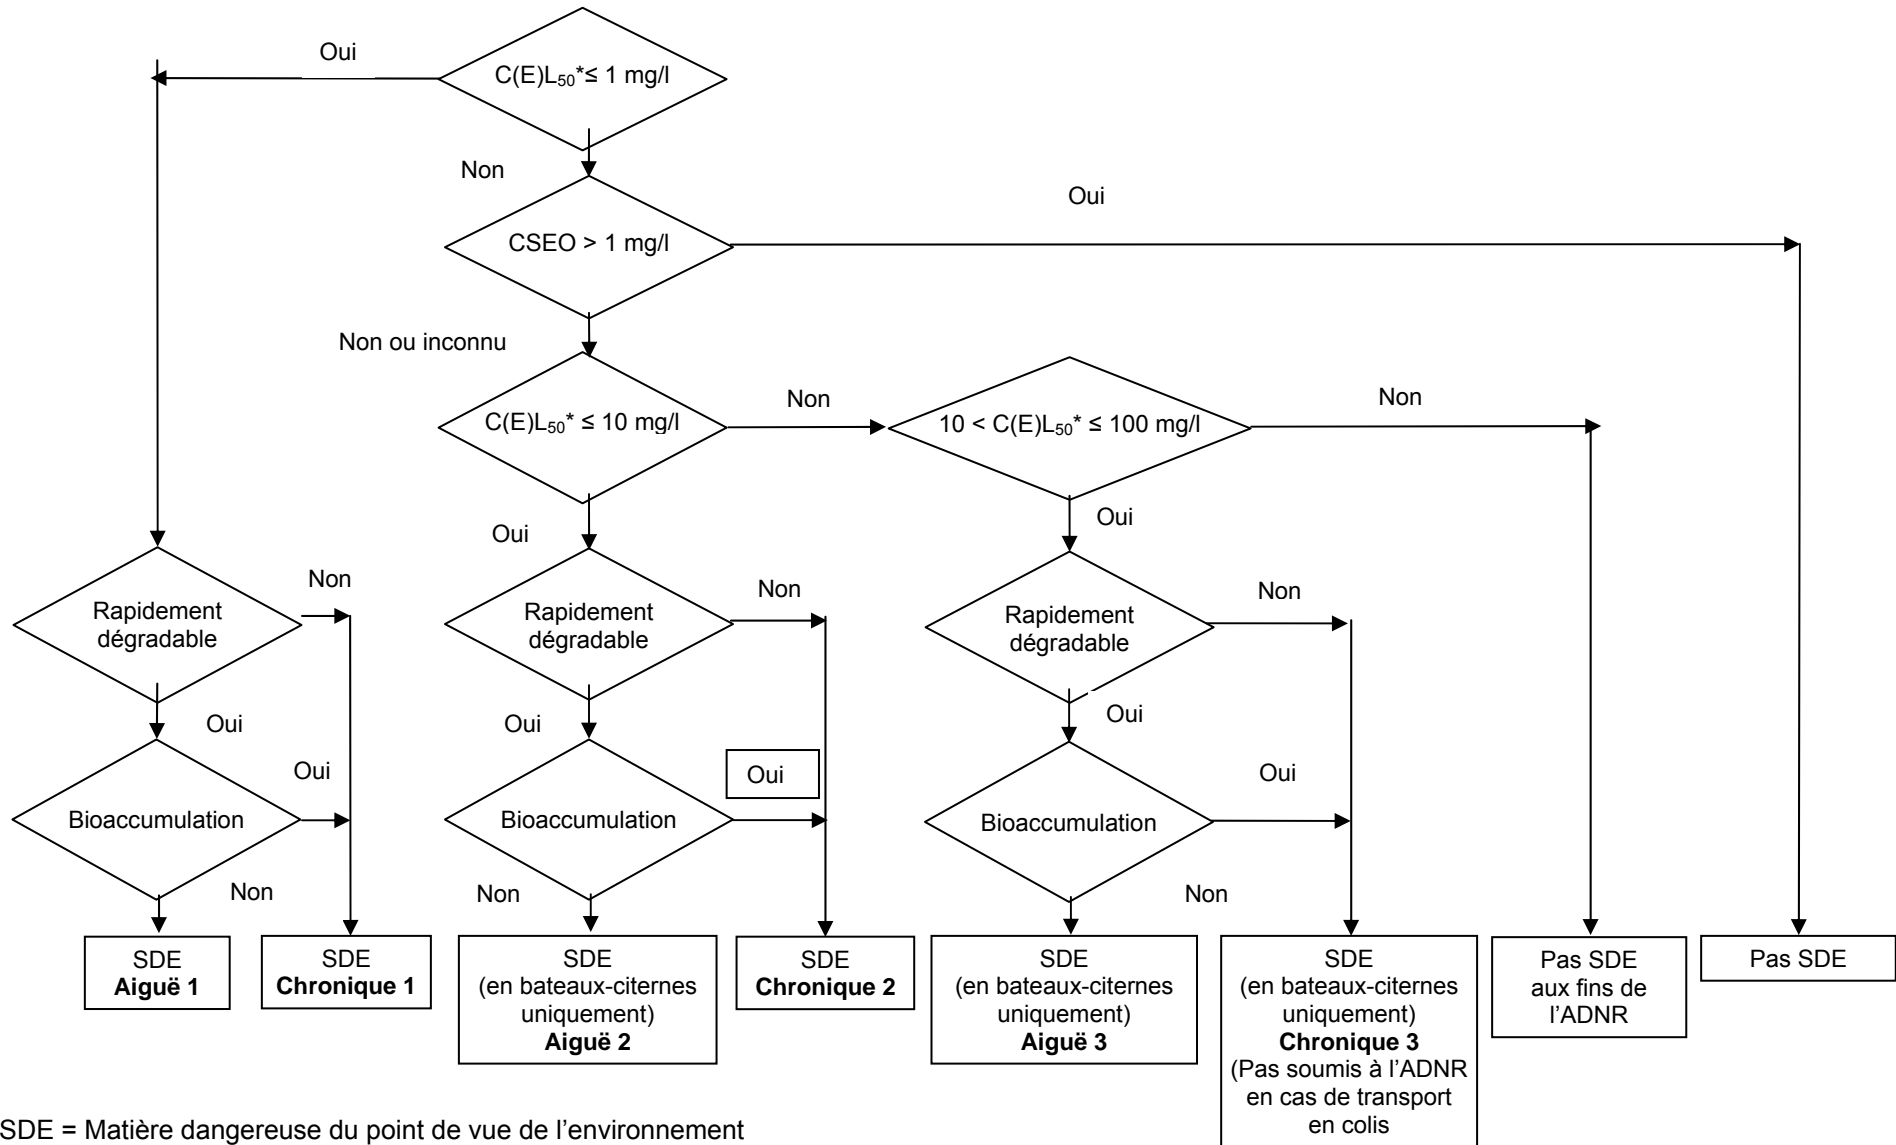 Oui
C(E)L₅₀*≤ 1 mg/l
Non
Oui
CSEO > 1 mg/l
Non ou inconnu
C(E)L₅₀* ≤ 10 mg/l
Non
10 < C(E)L₅₀* ≤ 100 mg/l
Non
Oui
Oui
Rapidement
dégradable
Non
Rapidement
dégradable
Non
Rapidement
dégradable
Non
Oui
Oui
Oui
Bioaccumulation
Oui
Bioaccumulation
Oui
Bioaccumulation
Oui
Non
Non
Non
SDE
Aiguë 1
SDE
Chronique 1
SDE
(en bateaux-citernes
uniquement)
Aiguë 2
SDE
Chronique 2
SDE
(en bateaux-citernes
uniquement)
Aiguë 3
SDE
(en bateaux-citernes
uniquement)
Chronique 3
(Pas soumis à l’ADNR
en cas de transport
en colis
Pas SDE
aux fins de
l’ADNR
Pas SDE
SDE = Matière dangereuse du point de vue de l’environnement